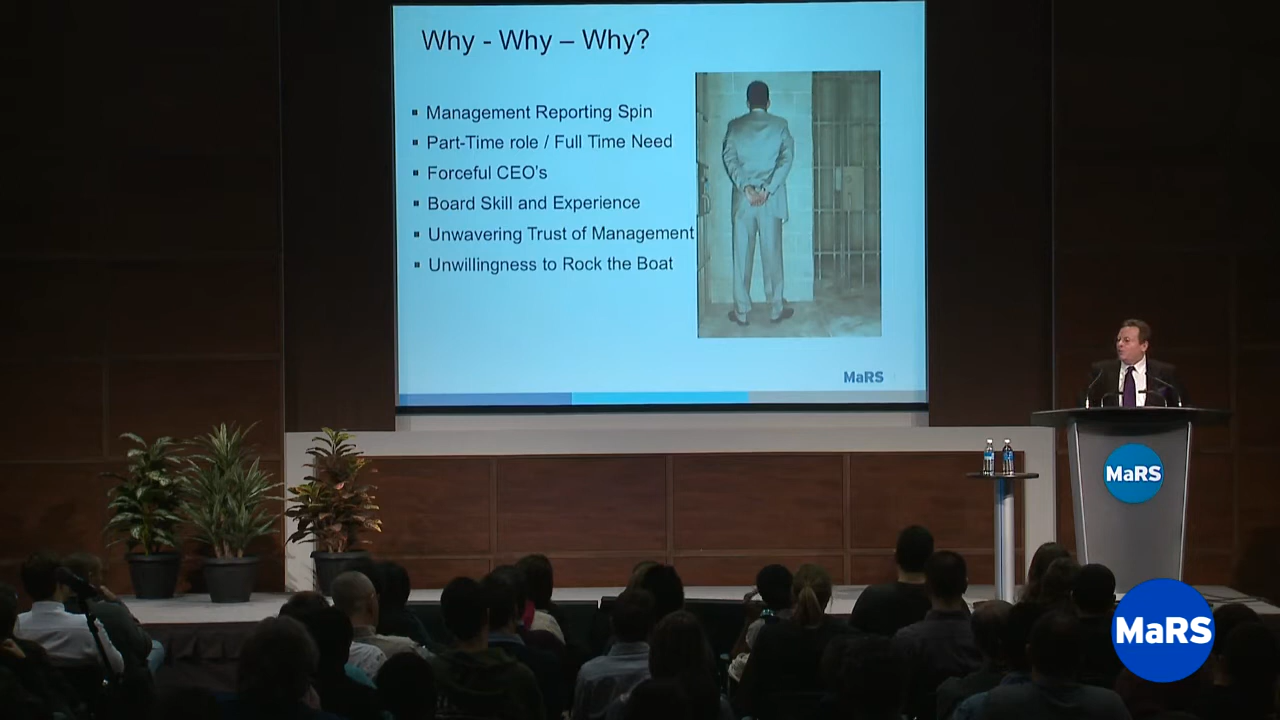 Why - Why – Why?
▪ Management Reporting Spin
▪ Part-Time role / Full Time Need
▪ Forceful CEO's
▪ Board Skill and Experience
▪ Unwavering Trust of Management
▪ Unwillingness to Rock the Boat
MaRS
MaRS
MaRS